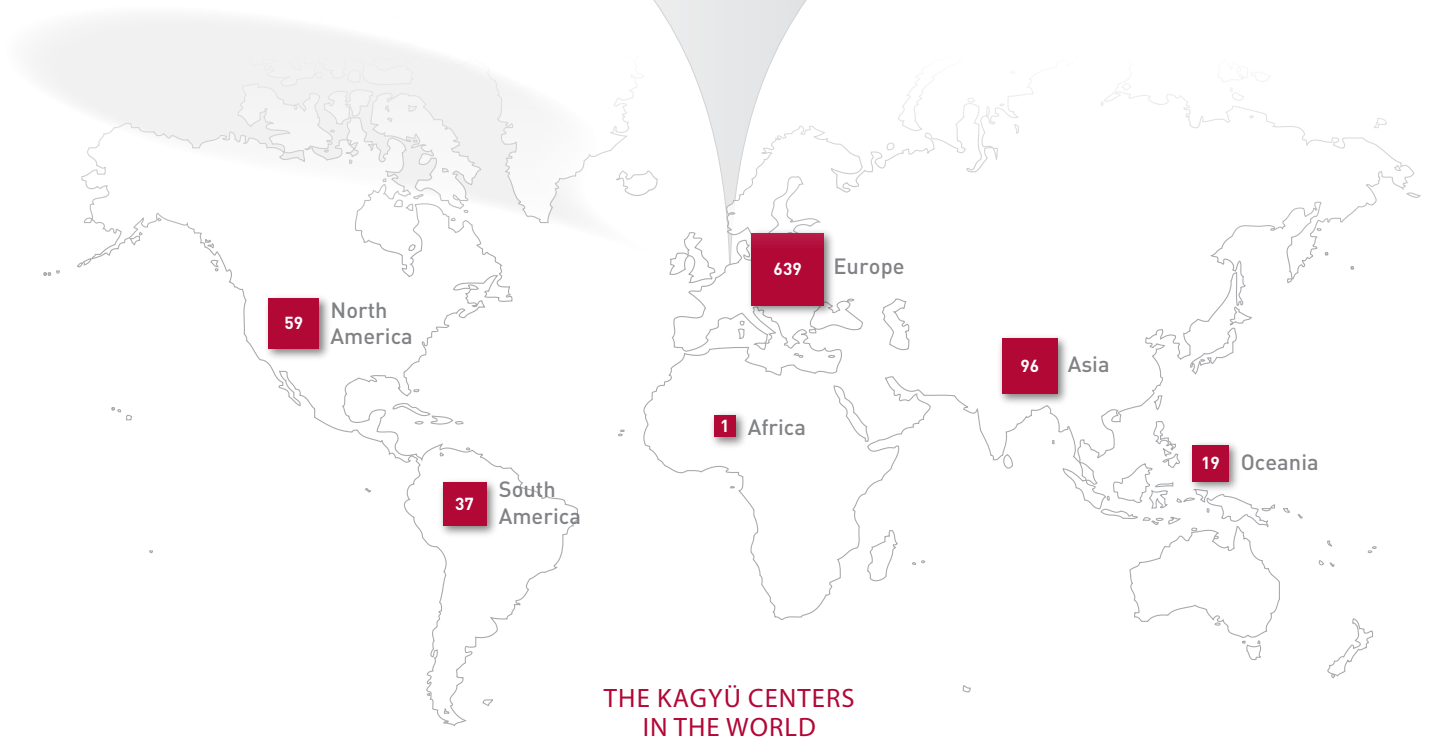 639
Europe
59
North
America
96
Asia
1
Africa
19
Oceania
37
South
America
THE KAGYÜ CENTERS
IN THE WORLD